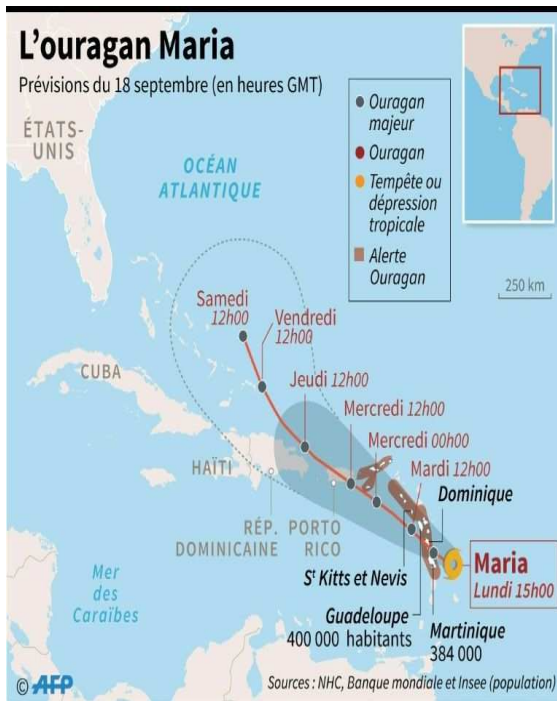 L'ouragan Maria
Prévisions du 18 septembre (en heures GMT)
ÉTATS-
UNIS
OCÉAN
ATLANTIQUE
Ouragan
majeur
Ouragan
Tempête ou
dépression
tropicale
Alerte
Ouragan
250 km
Samedi
12h00
Vendredi
12h00
CUBA
Jeudi 12h00
Mercredi 12h00
Mercredi 00h00
Mardi 12h00
HAÏTI
Dominique
RÉP.
DOMINICAINE
PORTO
RICO
St Kitts et Nevis
Maria
Lundi 15h00
Mer
des
Caraïbes
Guadeloupe
400 000 habitants
Martinique
384 000
© AFP
Sources : NHC, Banque mondiale et Insee (population)